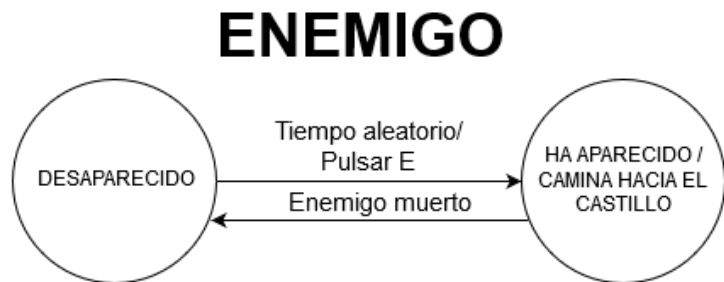 ENEMIGO
DESAPARECIDO
Tiempo aleatorio/
Pulsar E
Enemigo muerto
HA APARECIDO /
CAMINA HACIA EL
CASTILLO